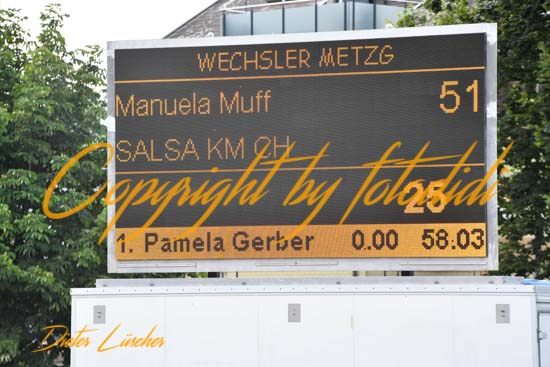 WECHSLER METZG
Manuela Muff 51
SALSA KM CH
Copyright by fotodidi
25
1. Pamela Gerber 0.00 58:03
Dieter Lüscher